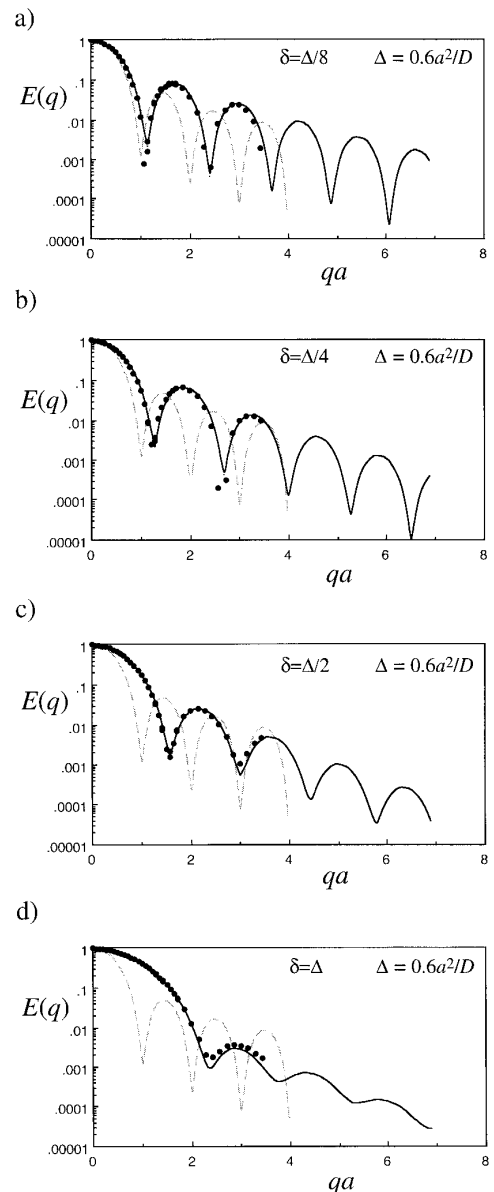 a)
δ=Δ/8 Δ = 0.6a²/D
E(q)
1
.1
.01
.001
.0001
.00001
0 2 4 6 8
qa
b)
δ=Δ/4 Δ = 0.6a²/D
E(q)
1
.1
.01
.001
.0001
.00001
0 2 4 6 8
qa
c)
δ=Δ/2 Δ = 0.6a²/D
E(q)
1
.1
.01
.001
.0001
.00001
0 2 4 6 8
qa
d)
δ=Δ Δ = 0.6a²/D
E(q)
1
.1
.01
.001
.0001
.00001
0 2 4 6 8
qa